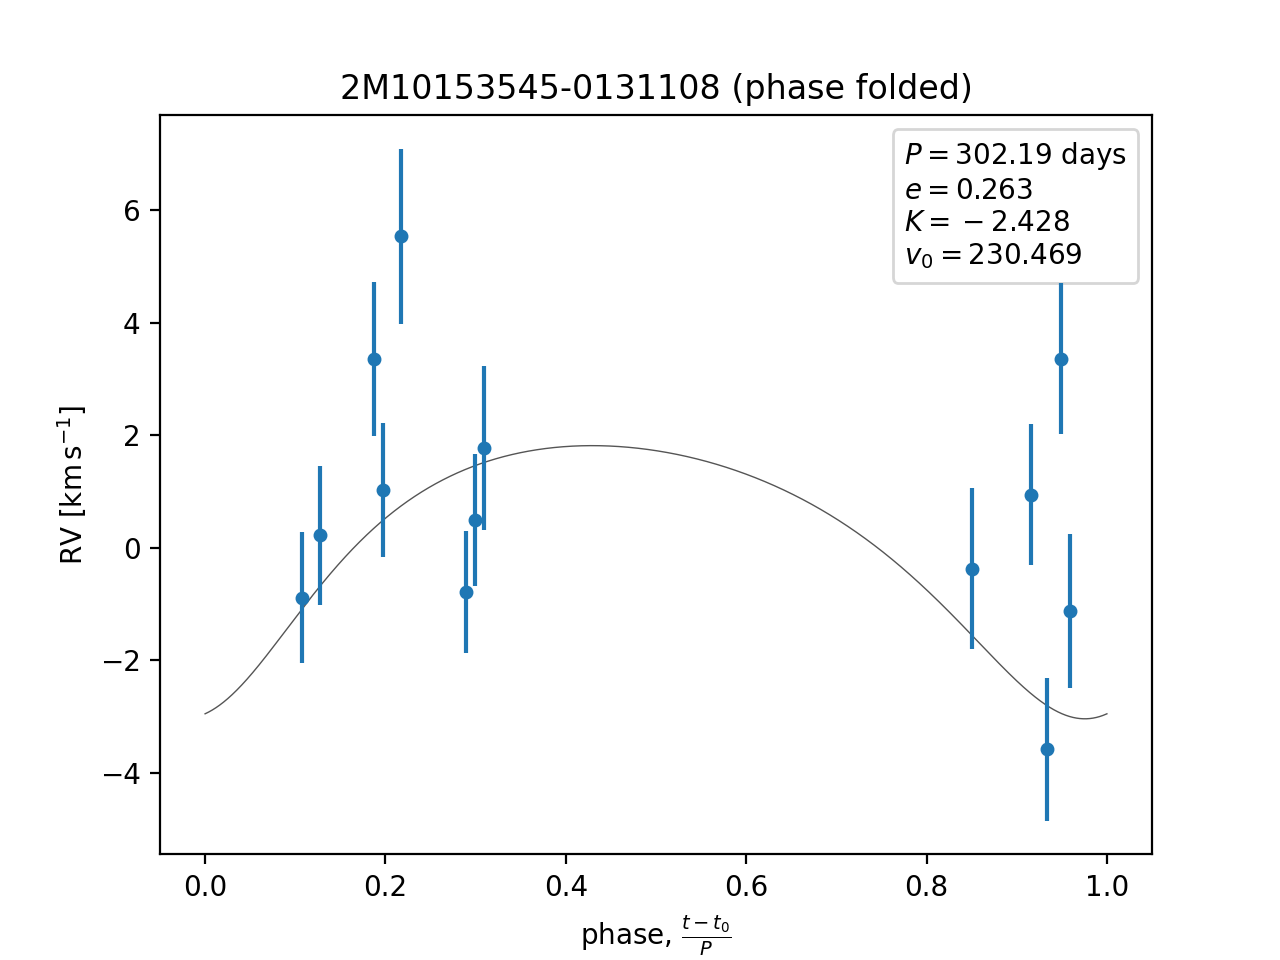 2M10153545-0131108 (phase folded)
P = 302.19 days
e = 0.263
K = −2.428
v₀ = 230.469
6
4
2
0
−2
−4
RV [km s⁻¹]
0.0 0.2 0.4 0.6 0.8 1.0
phase, (t − t₀)/P